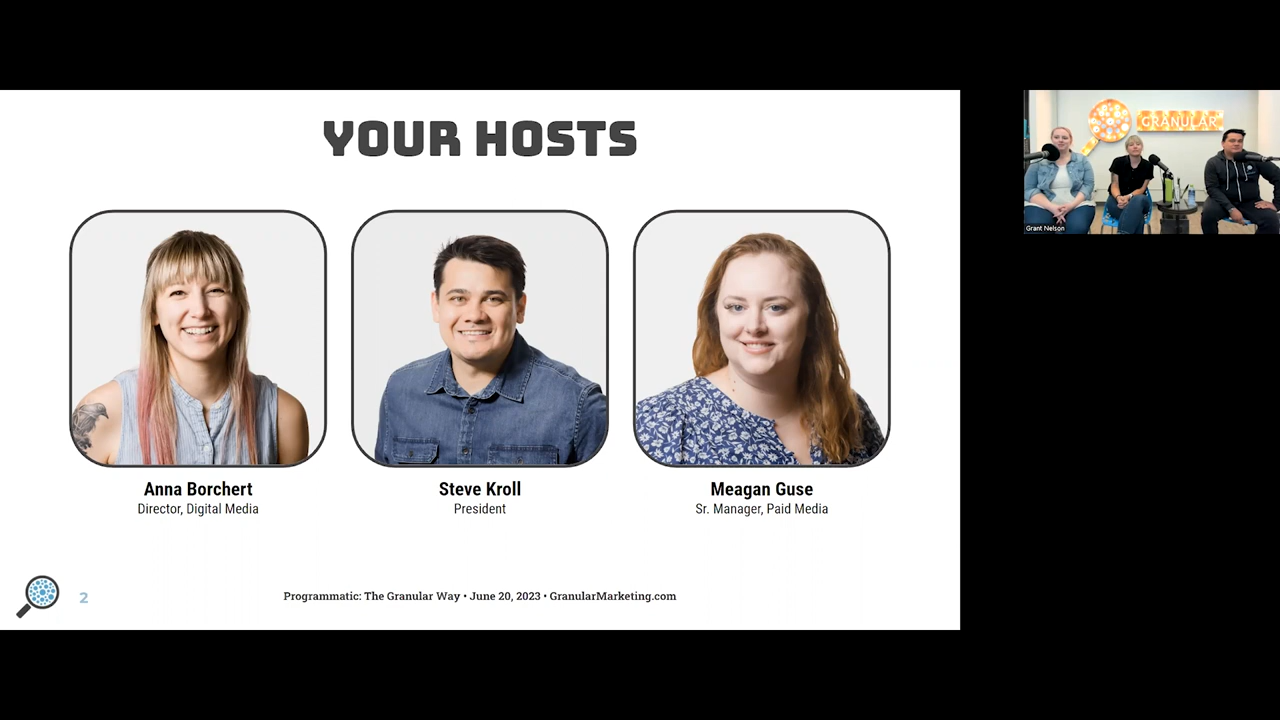 YOUR HOSTS
GRANULAR
Grant Nelson
Anna Borchert
Director, Digital Media
Steve Kroll
President
Meagan Guse
Sr. Manager, Paid Media
2
Programmatic: The Granular Way • June 20, 2023 • GranularMarketing.com